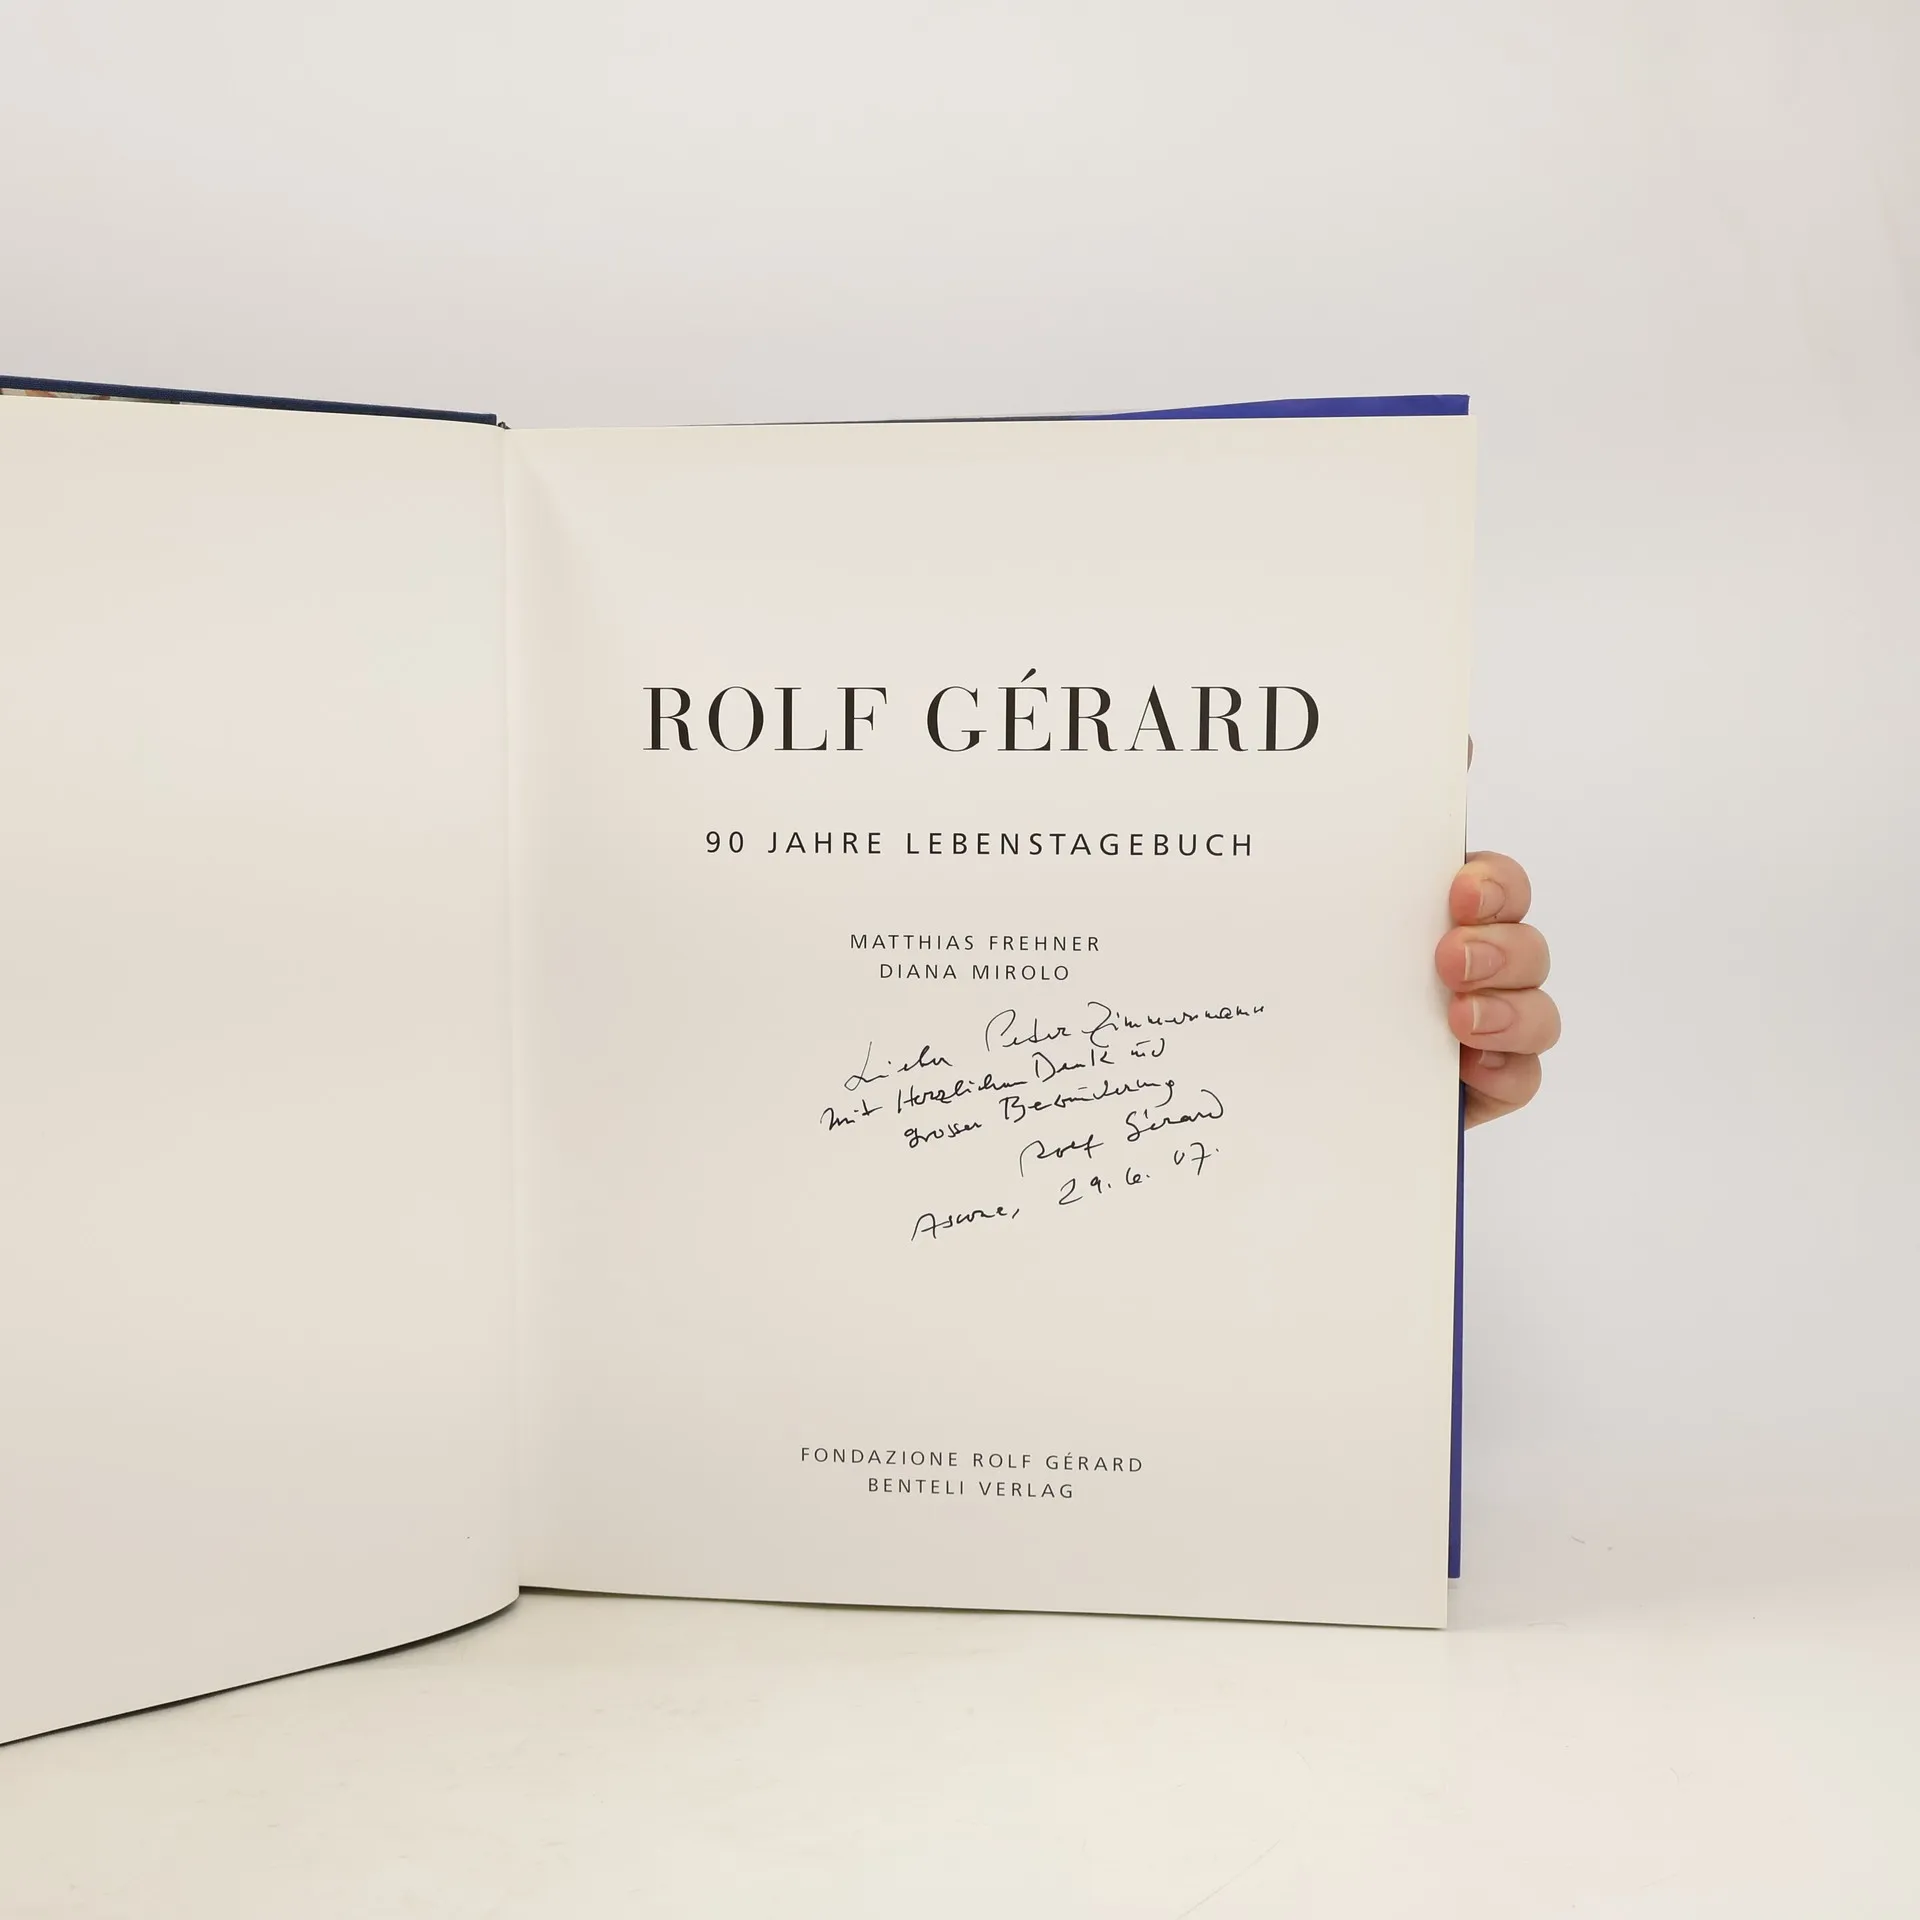 ROLF GÉRARD
90 JAHRE LEBENSTAGEBUCH
MATTHIAS FREHNER
DIANA MIROLO
Lieber Peter Zimmermann
mit Herzlichem Dank und
grosser Bewunderung
Rolf Gérard
Ascona, 29. 6. 07.
FONDAZIONE ROLF GÉRARD
BENTELI VERLAG